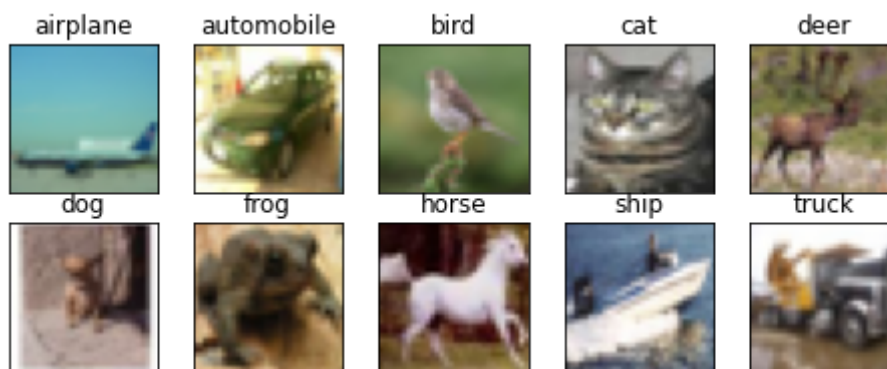 airplane automobile bird cat deer
dog frog horse ship truck